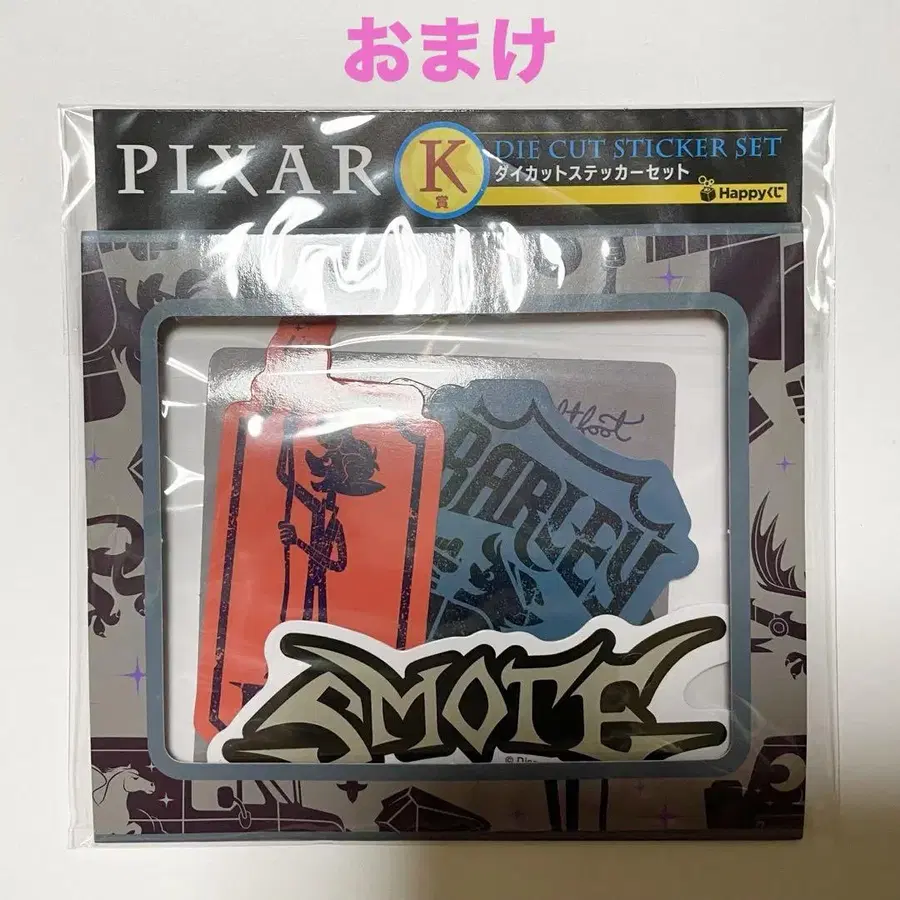 おまけ
PIXAR
K賞
DIE CUT STICKER SET
ダイカットステッカーセット
Happyくじ
BARLEY
SMOTE